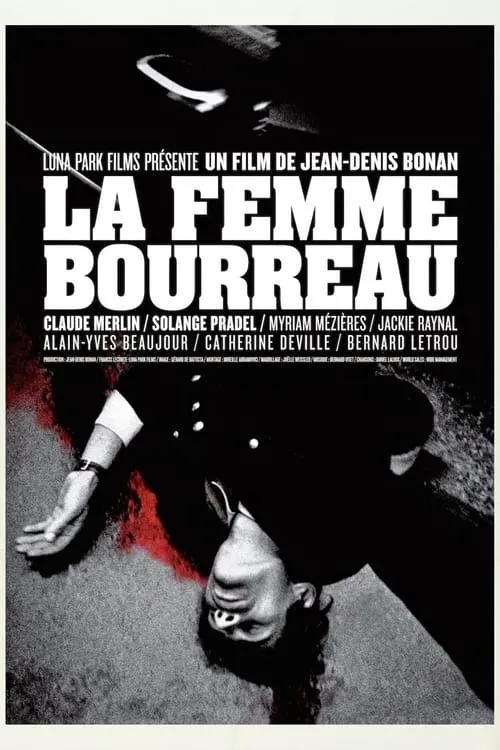 LUNA PARK FILMS PRÉSENTE UN FILM DE JEAN-DENIS BONAN
LA FEMME
BOURREAU
CLAUDE MERLIN / SOLANGE PRADEL / MYRIAM MÉZIÈRES / JACKIE RAYNAL
ALAIN-YVES BEAUJOUR / CATHERINE DEVILLE / BERNARD LETROU